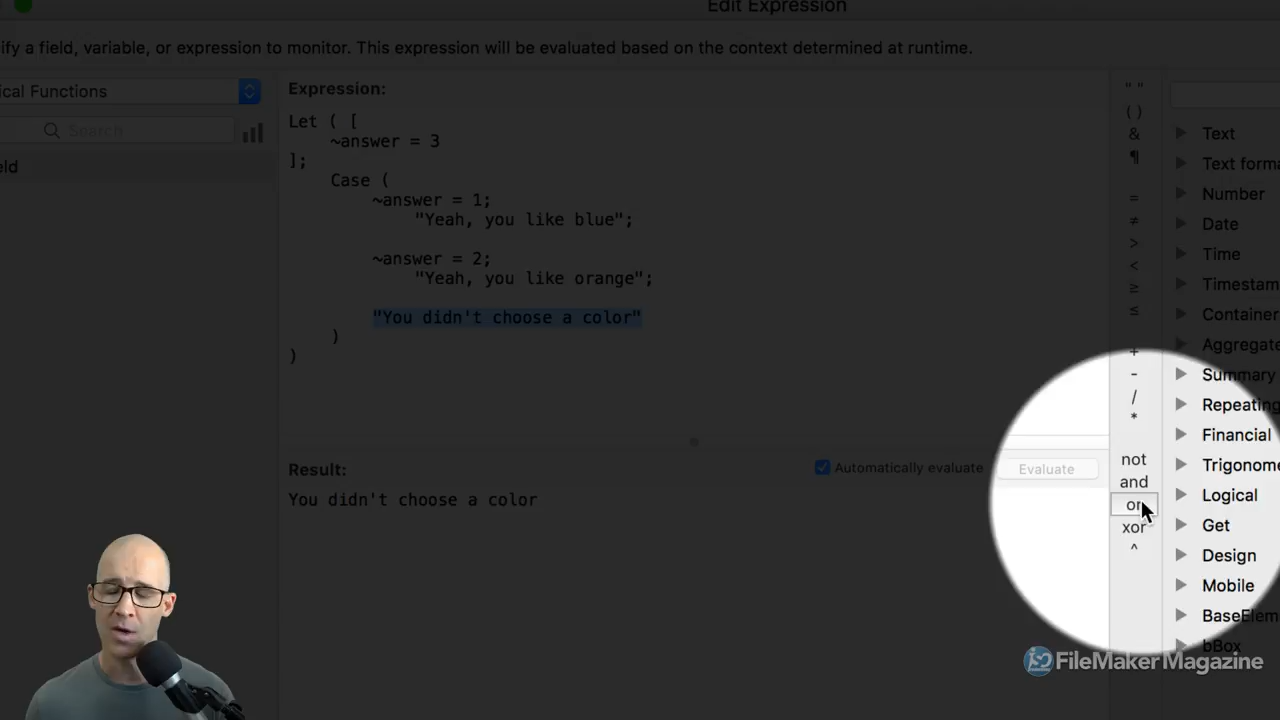 Edit Expression
ify a field, variable, or expression to monitor. This expression will be evaluated based on the context determined at runtime.
ical Functions
Search
eld
Expression:
Let ( [
~answer = 3
];
Case (
~answer = 1;
"Yeah, you like blue";
~answer = 2;
"Yeah, you like orange";
"You didn't choose a color"
)
)
Result:
Automatically evaluate
Evaluate
You didn't choose a color
" "
( )
&
¶
=
≠
>
<
≥
≤
+
-
/
*
not
and
or
xor
^
Text
Text forma
Number
Date
Time
Timestam
Container
Aggregate
Summary
Repeating
Financial
Trigonome
Logical
Get
Design
Mobile
BaseElem
bBox
FileMaker Magazine